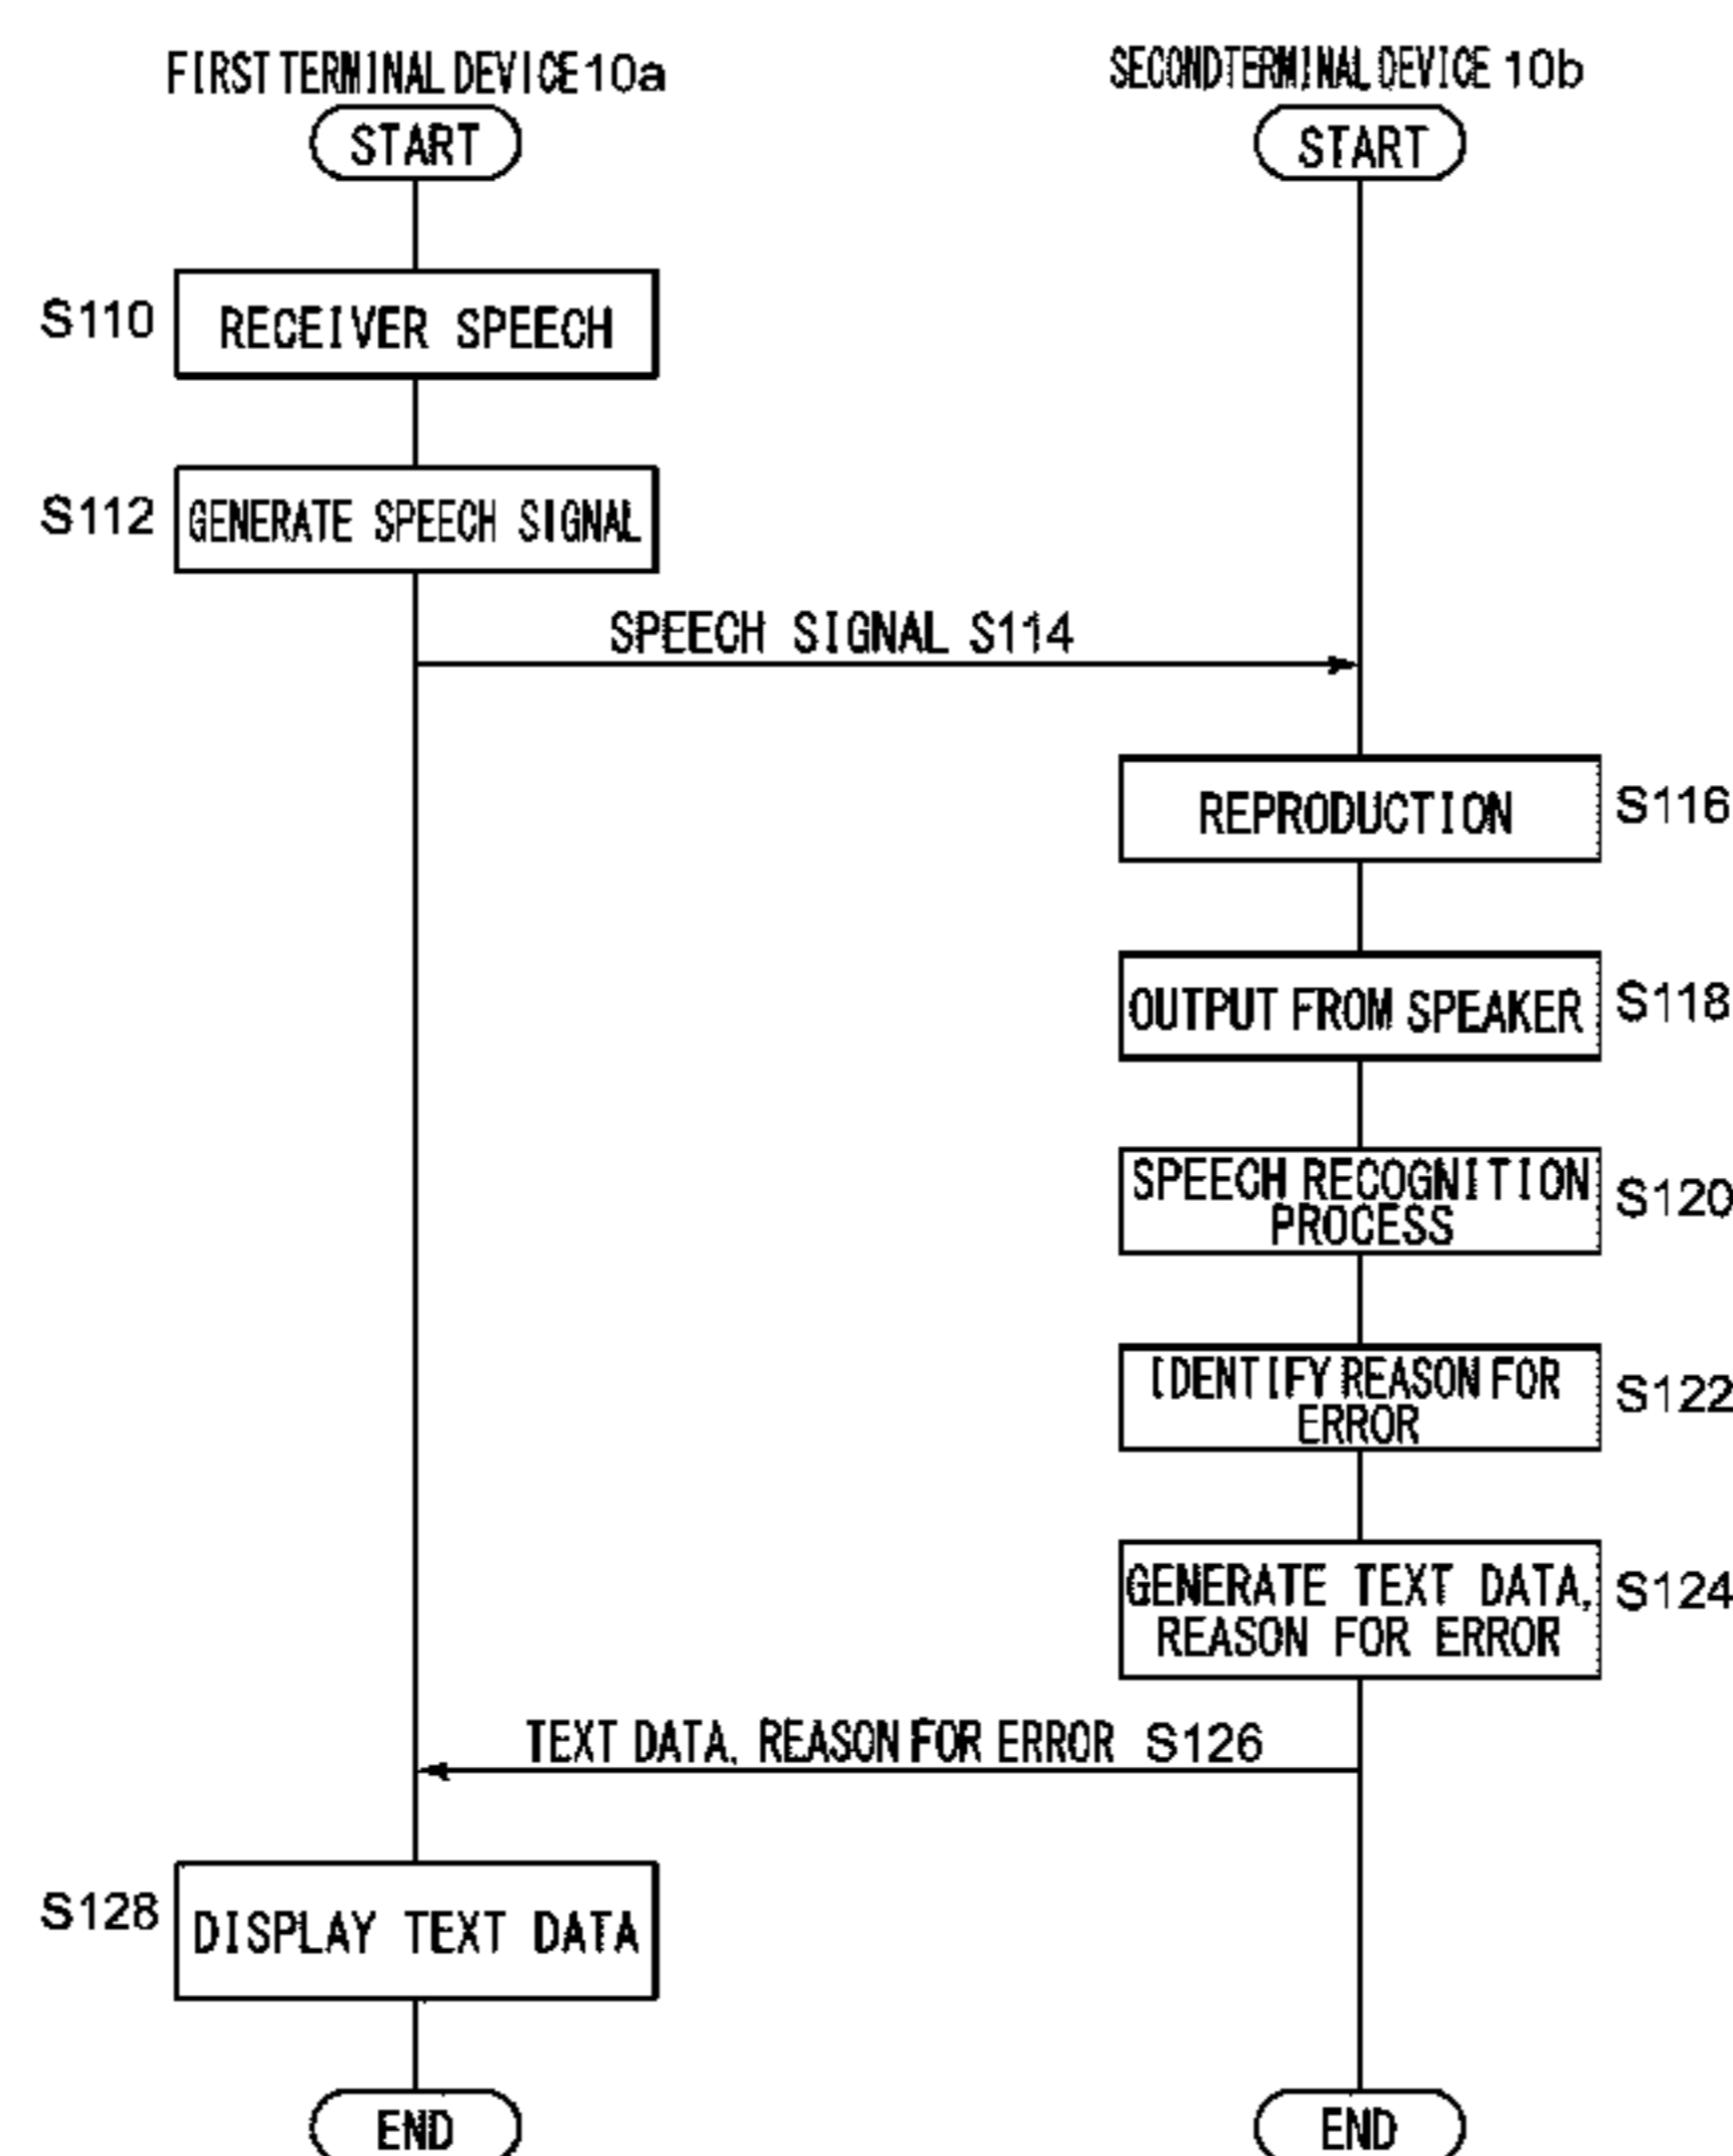 FIRST TERMINAL DEVICE 10a
SECOND TERMINAL DEVICE 10b
START
START
S110
RECEIVER SPEECH
S112
GENERATE SPEECH SIGNAL
SPEECH SIGNAL S114
REPRODUCTION
S116
OUTPUT FROM SPEAKER
S118
SPEECH RECOGNITION
PROCESS
S120
IDENTIFY REASON FOR
ERROR
S122
GENERATE TEXT DATA,
REASON FOR ERROR
S124
TEXT DATA, REASON FOR ERROR S126
S128
DISPLAY TEXT DATA
END
END